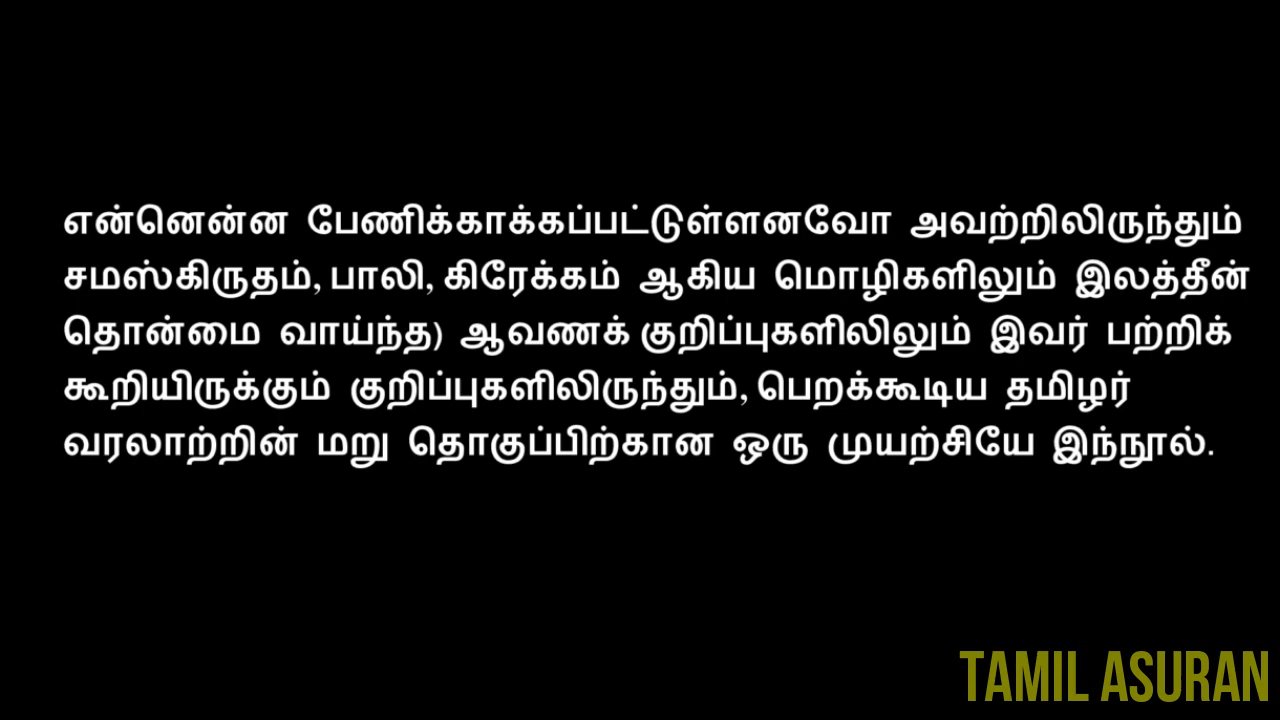 என்னென்ன பேணிக்காக்கப்பட்டுள்ளனவோ அவற்றிலிருந்தும்
சமஸ்கிருதம், பாலி, கிரேக்கம் ஆகிய மொழிகளிலும் இலத்தீன்
தொன்மை வாய்ந்த) ஆவணக் குறிப்புகளிலிலும் இவர் பற்றிக்
கூறியிருக்கும் குறிப்புகளிலிருந்தும், பெறக்கூடிய தமிழர்
வரலாற்றின் மறு தொகுப்பிற்கான ஒரு முயற்சியே இந்நூல்.
TAMIL ASURAN